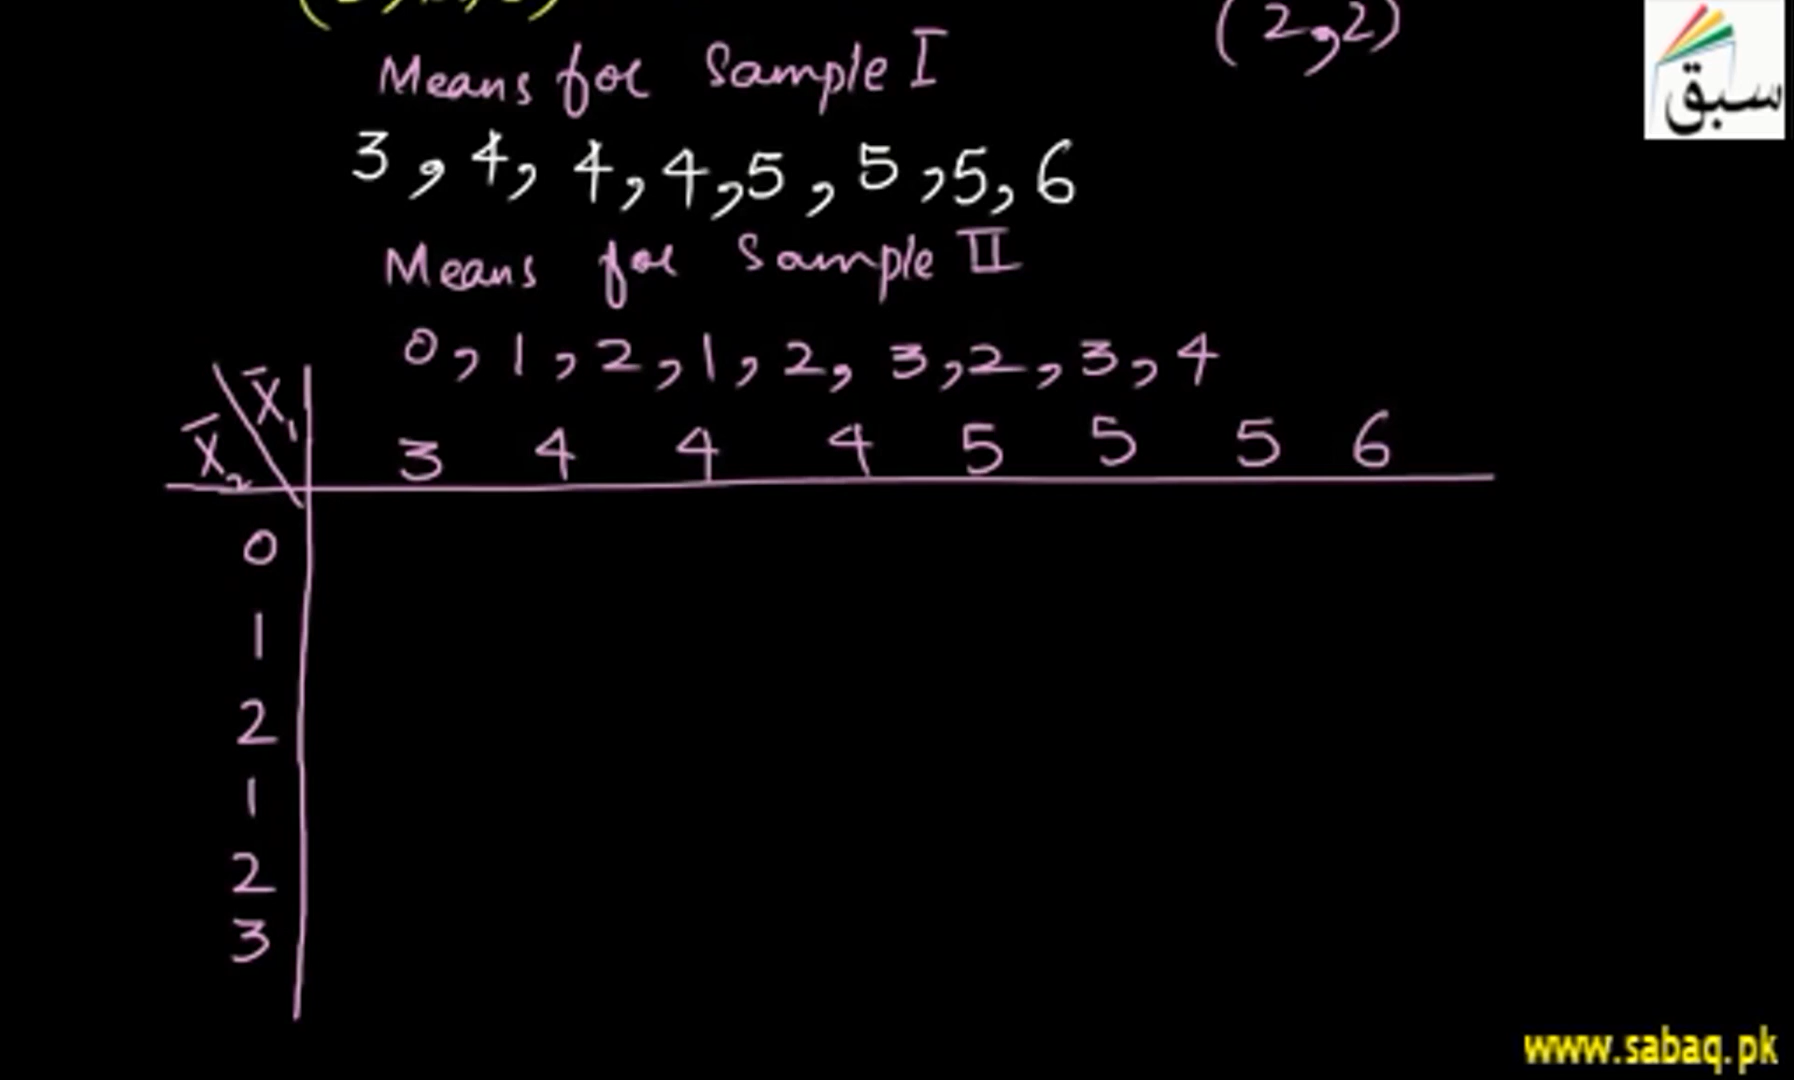 (2,2)
Means for Sample I
3, 4, 4, 4, 5, 5, 5, 6
Means for Sample II
0, 1, 2, 1, 2, 3, 2, 3, 4
X̄₂ \ X̄₁ 3 4 4 4 5 5 5 6
0
1
2
1
2
3
سبق
www.sabaq.pk